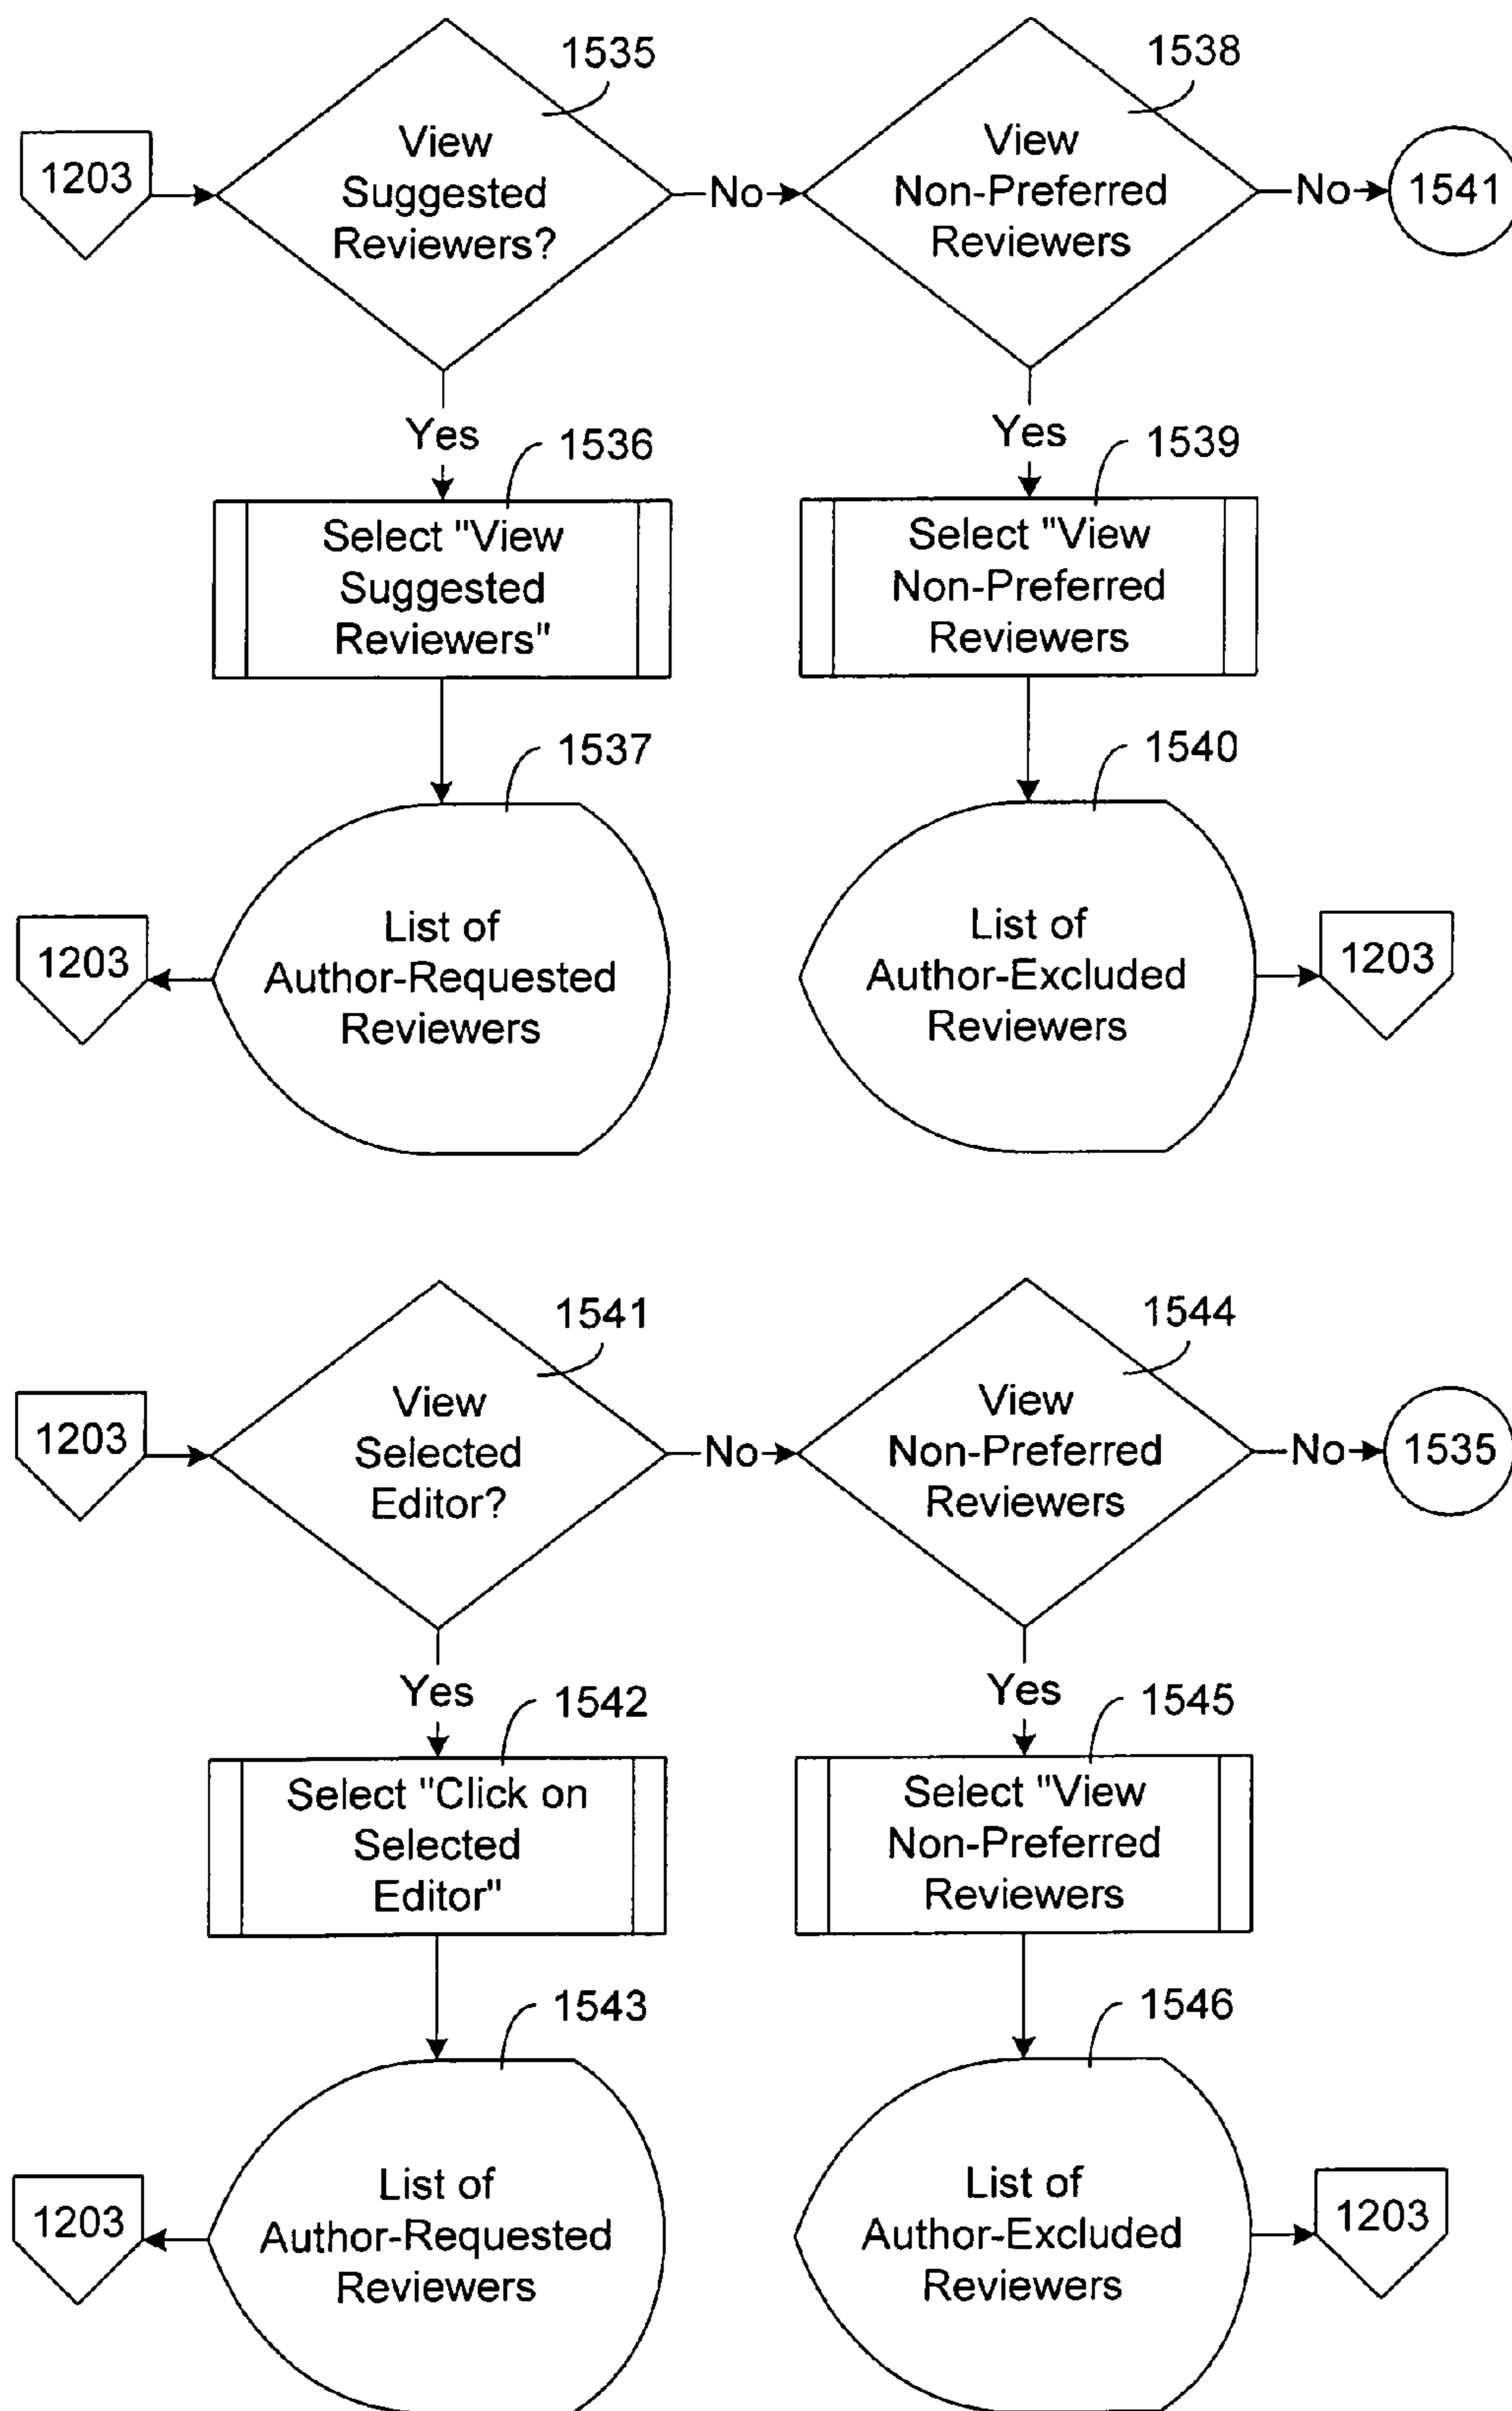 1535
1538
1203
View
Suggested
Reviewers?
No
View
Non-Preferred
Reviewers
No
1541
Yes
1536
Yes
1539
Select "View
Suggested
Reviewers"
Select "View
Non-Preferred
Reviewers
1537
1540
1203
List of
Author-Requested
Reviewers
List of
Author-Excluded
Reviewers
1203
1541
1544
1203
View
Selected
Editor?
No
View
Non-Preferred
Reviewers
No
1535
Yes
1542
Yes
1545
Select "Click on
Selected
Editor"
Select "View
Non-Preferred
Reviewers
1543
1546
1203
List of
Author-Requested
Reviewers
List of
Author-Excluded
Reviewers
1203